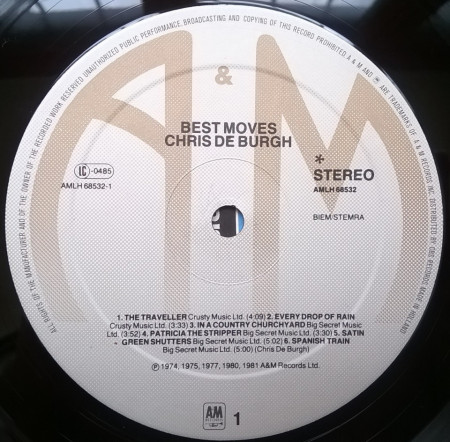 ALL RIGHTS OF THE MANUFACTURER AND OF THE OWNER OF THE RECORDED WORK RESERVED UNAUTHORIZED PUBLIC PERFORMANCE, BROADCASTING AND COPYING OF THIS RECORD PROHIBITED A & M AND ARE TRADEMARKS OF A & M RECORDS INC. DISTRIBUTED BY CBS RECORDS MADE IN HOLLAND
A&M
BEST MOVES
CHRIS DE BURGH
LC -0485
AMLH 68532-1
*
STEREO
AMLH 68532
BIEM/STEMRA
1. THE TRAVELLER Crusty Music Ltd. (4:09) 2. EVERY DROP OF RAIN
Crusty Music Ltd. (3:33) 3. IN A COUNTRY CHURCHYARD Big Secret Music
Ltd. (3:52) 4. PATRICIA THE STRIPPER Big Secret Music Ltd. (3:30) 5. SATIN
GREEN SHUTTERS Big Secret Music Ltd. (5:02) 6. SPANISH TRAIN
Big Secret Music Ltd. (5:00) (Chris De Burgh)
℗ 1974, 1975, 1977, 1980, 1981 A&M Records Ltd.
A&M
RECORDS
1